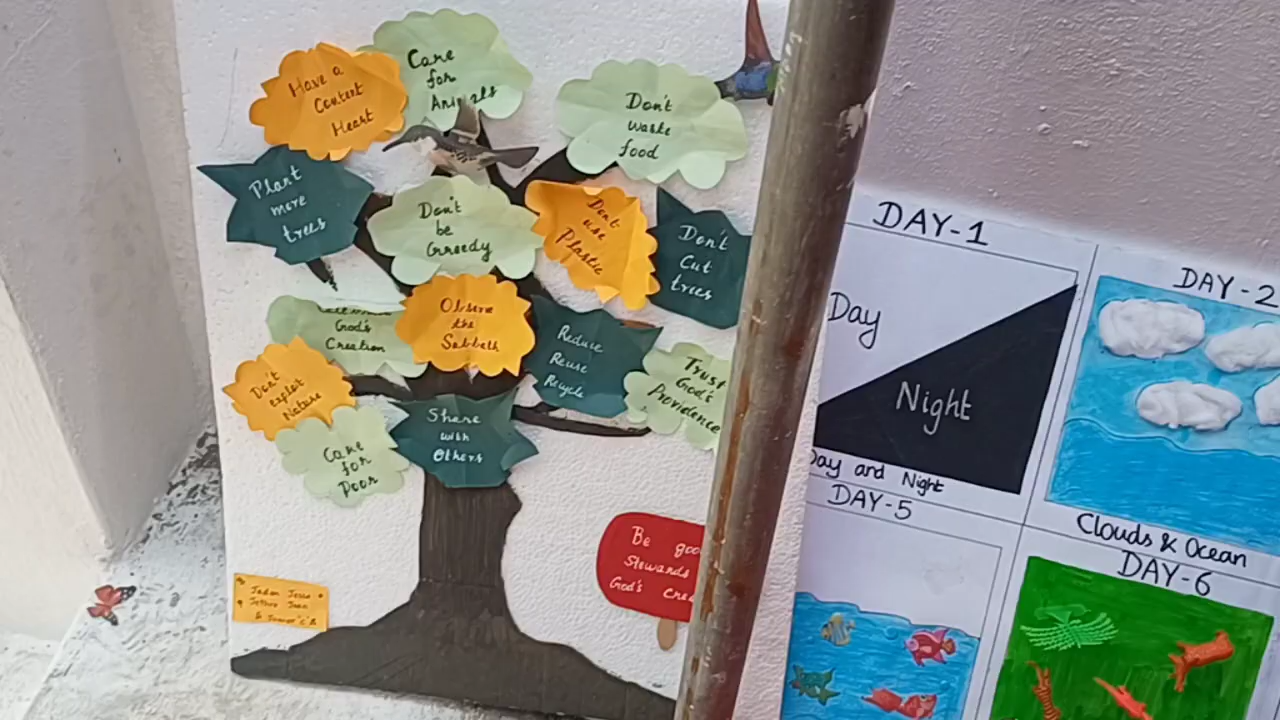 Have a
Content
Heart
Care
for
Animals
Don't
waste
food
Plant
more
trees
Don't
be
Greedy
Don't
use
Plastic
Don't
Cut
trees
God's
Creation
Observe
the
Sabbath
Reduce
Reuse
Recycle
Trust
God's
Providence
Don't
exploit
Nature
Care
for
Poor
Share
with
Others
Be goo
Stewards
God's Crea
DAY-1
Day
Night
Day and Night
DAY-2
Clouds & Ocean
DAY-5
DAY-6